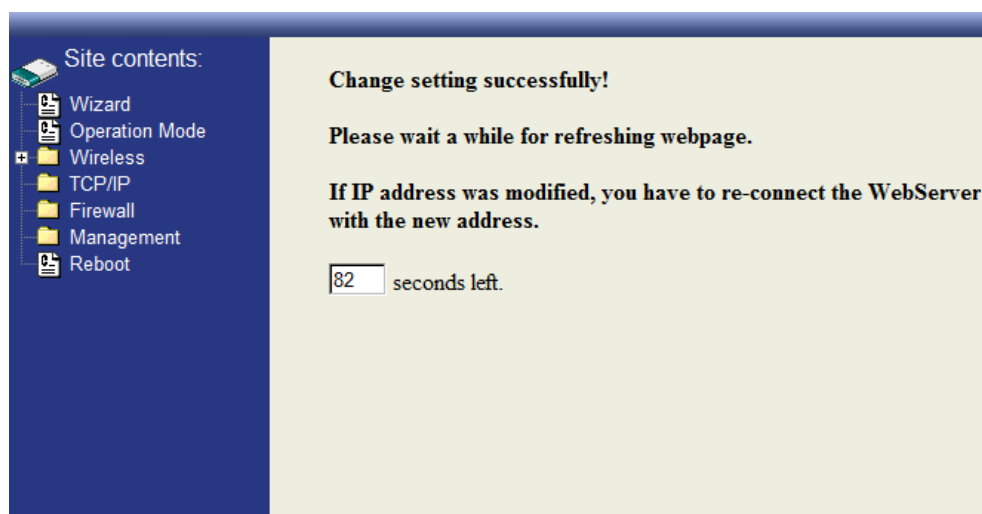 Site contents:
Wizard
Operation Mode
Wireless
TCP/IP
Firewall
Management
Reboot
Change setting successfully!
Please wait a while for refreshing webpage.
If IP address was modified, you have to re-connect the WebServer
with the new address.
82 seconds left.